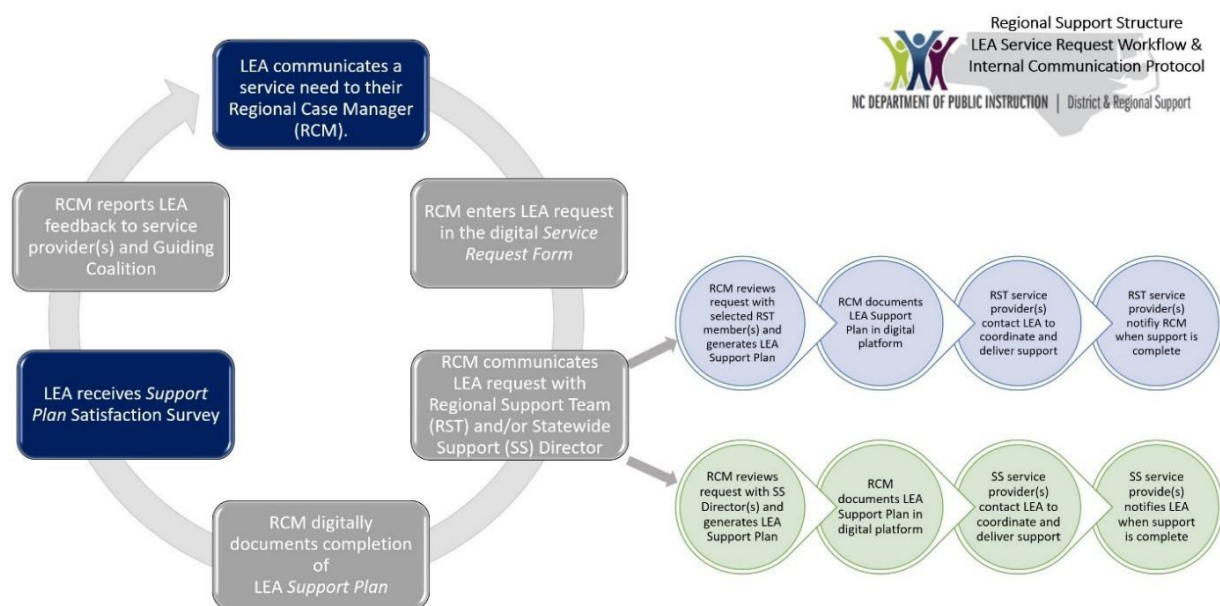 Regional Support Structure
LEA Service Request Workflow &
Internal Communication Protocol
NC DEPARTMENT OF PUBLIC INSTRUCTION | District & Regional Support
LEA communicates a
service need to their
Regional Case Manager
(RCM).
RCM enters LEA request
in the digital Service
Request Form
RCM communicates
LEA request with
Regional Support Team
(RST) and/or Statewide
Support (SS) Director
RCM digitally
documents completion
of
LEA Support Plan
LEA receives Support
Plan Satisfaction Survey
RCM reports LEA
feedback to service
provider(s) and Guiding
Coalition
RCM reviews
request with
selected RST
member(s) and
generates LEA
Support Plan
RCM documents
LEA Support
Plan in digital
platform
RST service
provider(s)
contact LEA to
coordinate and
deliver support
RST service
provider(s)
notifiy RCM
when support is
complete
RCM reviews
request with SS
Director(s) and
generates LEA
Support Plan
RCM
documents LEA
Support Plan in
digital platform
SS service
provider(s)
contact LEA to
coordinate and
deliver support
SS service
provide(s)
notifies LEA
when support
is complete